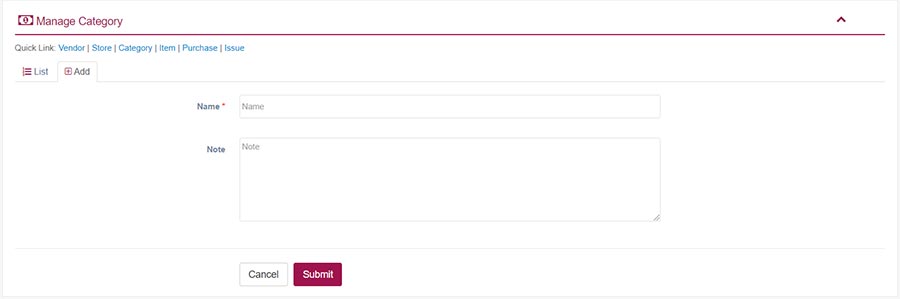 Manage Category
Quick Link: Vendor | Store | Category | Item | Purchase | Issue
List Add
Name * Name
Note Note
Cancel Submit